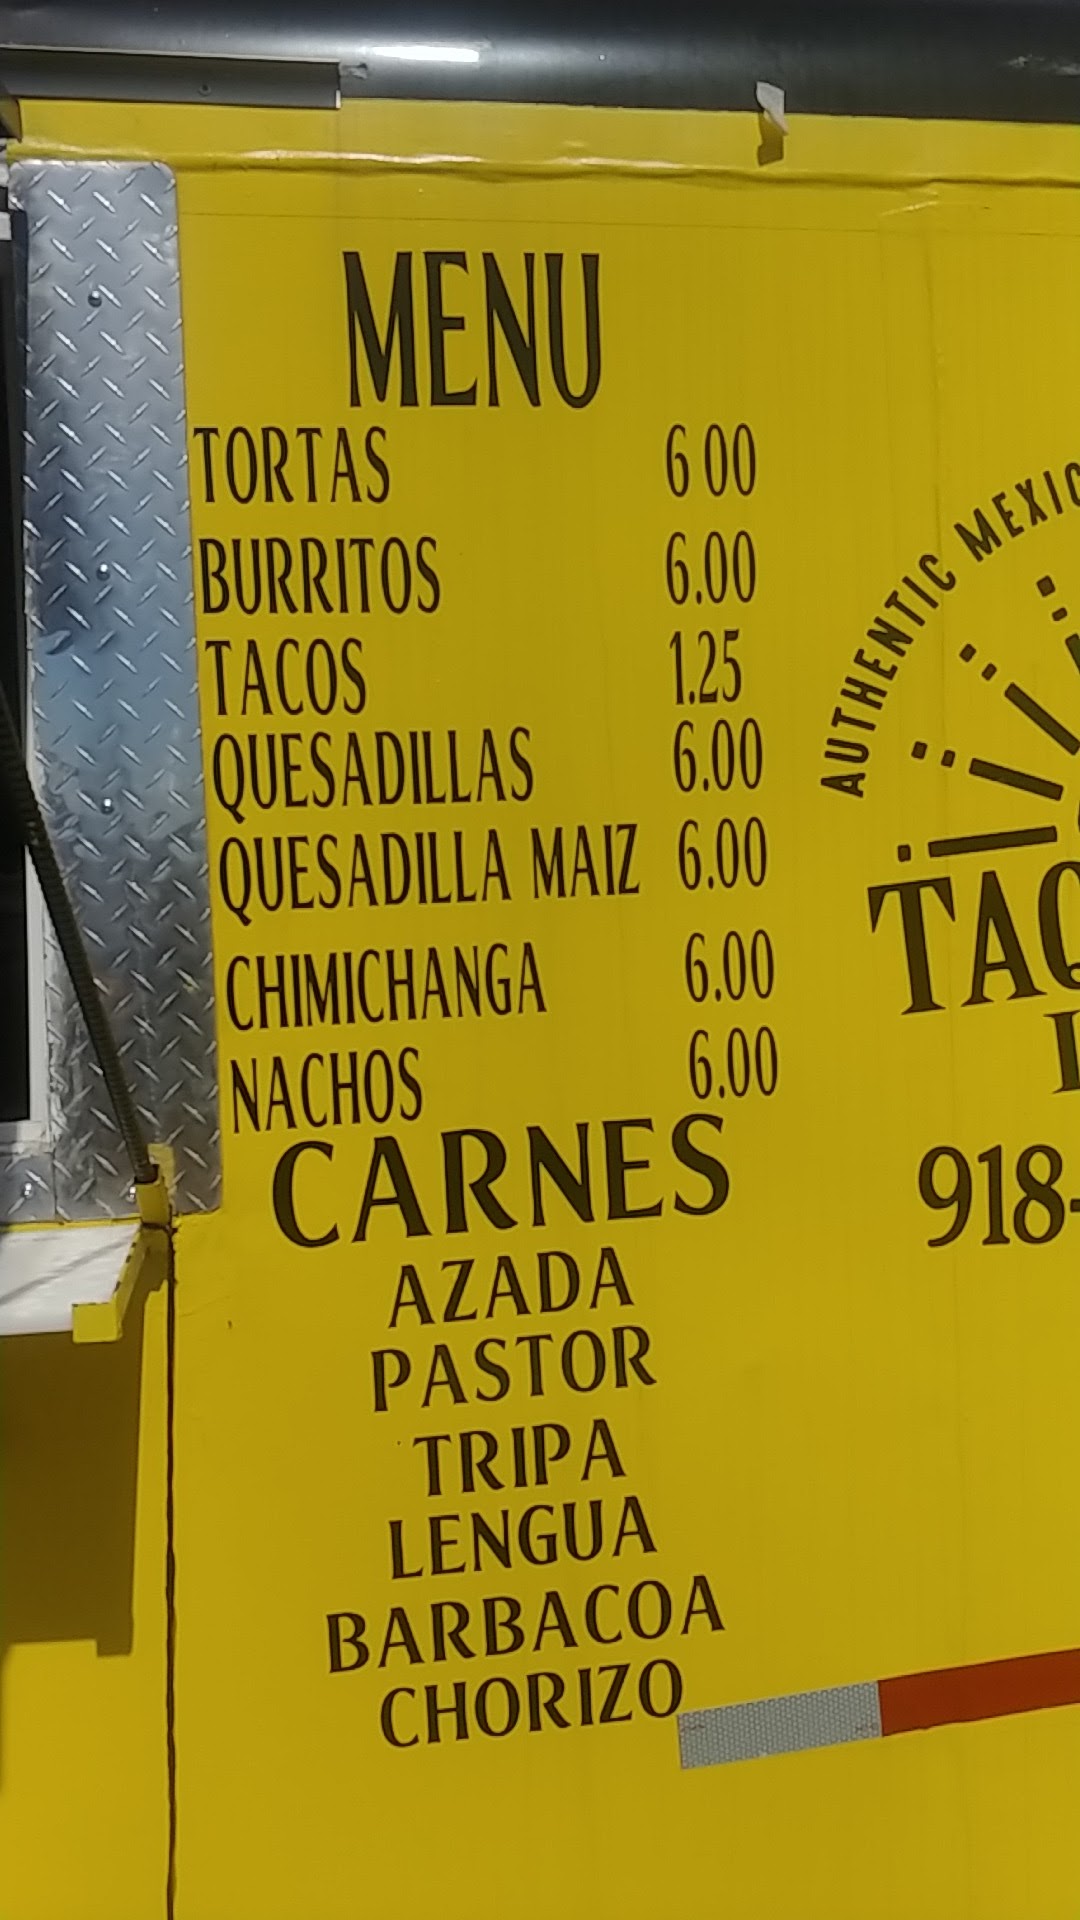 MENU
TORTAS 6 00
BURRITOS 6.00
TACOS 1.25
QUESADILLAS 6.00
QUESADILLA MAIZ 6.00
CHIMICHANGA 6.00
NACHOS 6.00
CARNES
AZADA
PASTOR
TRIPA
LENGUA
BARBACOA
CHORIZO
AUTHENTIC MEXIC
TAQ
918-